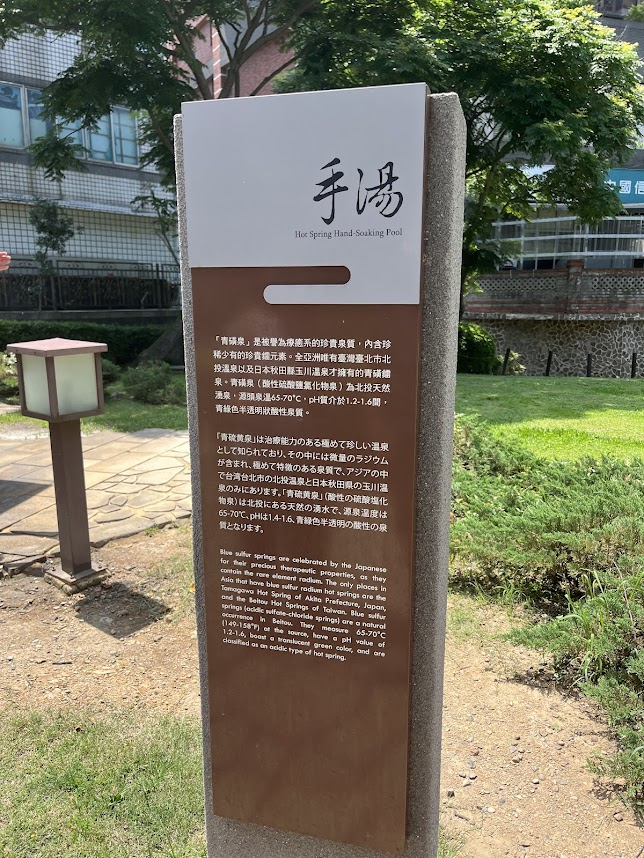 手湯
Hot Spring Hand-Soaking Pool
「青磺泉」是被譽為療癒系的珍貴泉質，內含珍
稀少有的珍貴鐳元素。全亞洲唯有臺灣臺北市北
投溫泉以及日本秋田縣玉川溫泉才擁有的青磺鐳
泉。青磺泉（酸性硫酸鹽氯化物泉）為北投天然
湧泉，源頭泉溫65-70°C，pH質介於1.2-1.6間，
青綠色半透明狀酸性泉質。
「青硫黄泉」は治療能力のある極めて珍しい温泉
として知られており、その中には微量のラジウム
が含まれ、極めて特徴のある泉質で、アジアの中
で台湾台北市の北投温泉と日本秋田県の玉川温
泉のみにあります。「青硫黄泉」（酸性の硫酸塩化
物泉）は北投にある天然の湧水で、源泉温度は
65-70℃、pHは1.4-1.6、青緑色半透明の酸性の泉
質となります。
Blue sulfur springs are celebrated by the Japanese
for their precious therapeutic properties, as they
contain the rare element radium. The only places in
Asia that have blue sulfur radium hot springs are the
Tamagawa Hot Spring of Akita Prefecture, Japan,
and the Beitou Hot Springs of Taiwan. Blue sulfur
springs (acidic sulfate-chloride springs) are a natural
occurrence in Beitou. They measure 65-70°C
(149-158°F) at the source, have a pH value of
1.2-1.6, boast a translucent green color, and are
classified as an acidic type of hot spring.
中國信